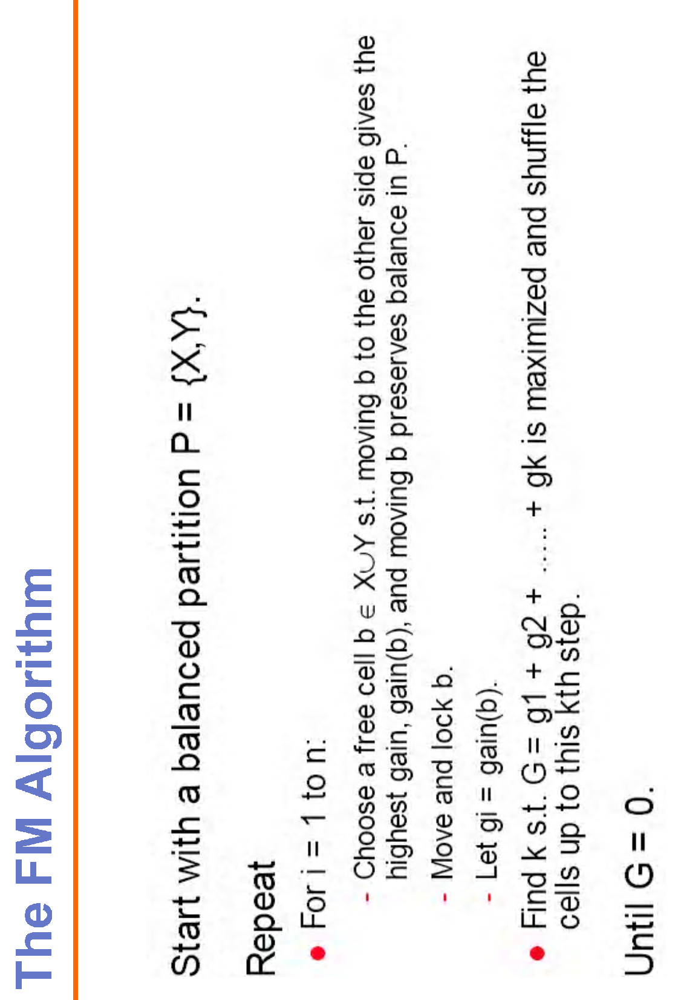 The FM Algorithm
Start with a balanced partition P = {X,Y}.
Repeat
● For i = 1 to n:
- Choose a free cell b ∈ X∪Y s.t. moving b to the other side gives the
highest gain, gain(b), and moving b preserves balance in P.
- Move and lock b.
- Let gi = gain(b).
● Find k s.t. G = g1 + g2 + ..... + gk is maximized and shuffle the
cells up to this kth step.
Until G = 0.